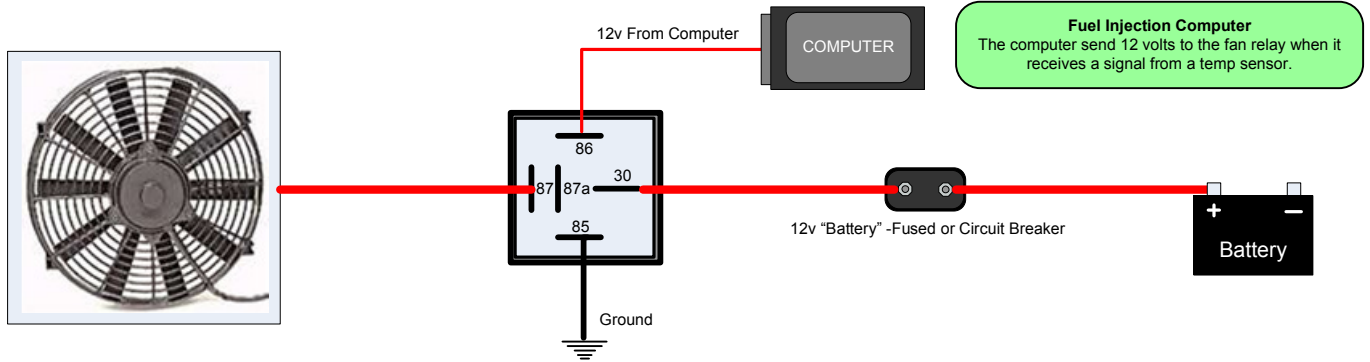 12v From Computer
COMPUTER
Fuel Injection Computer
The computer send 12 volts to the fan relay when it
receives a signal from a temp sensor.
86
87 87a 30
85
12v “Battery” -Fused or Circuit Breaker
+ –
Battery
Ground